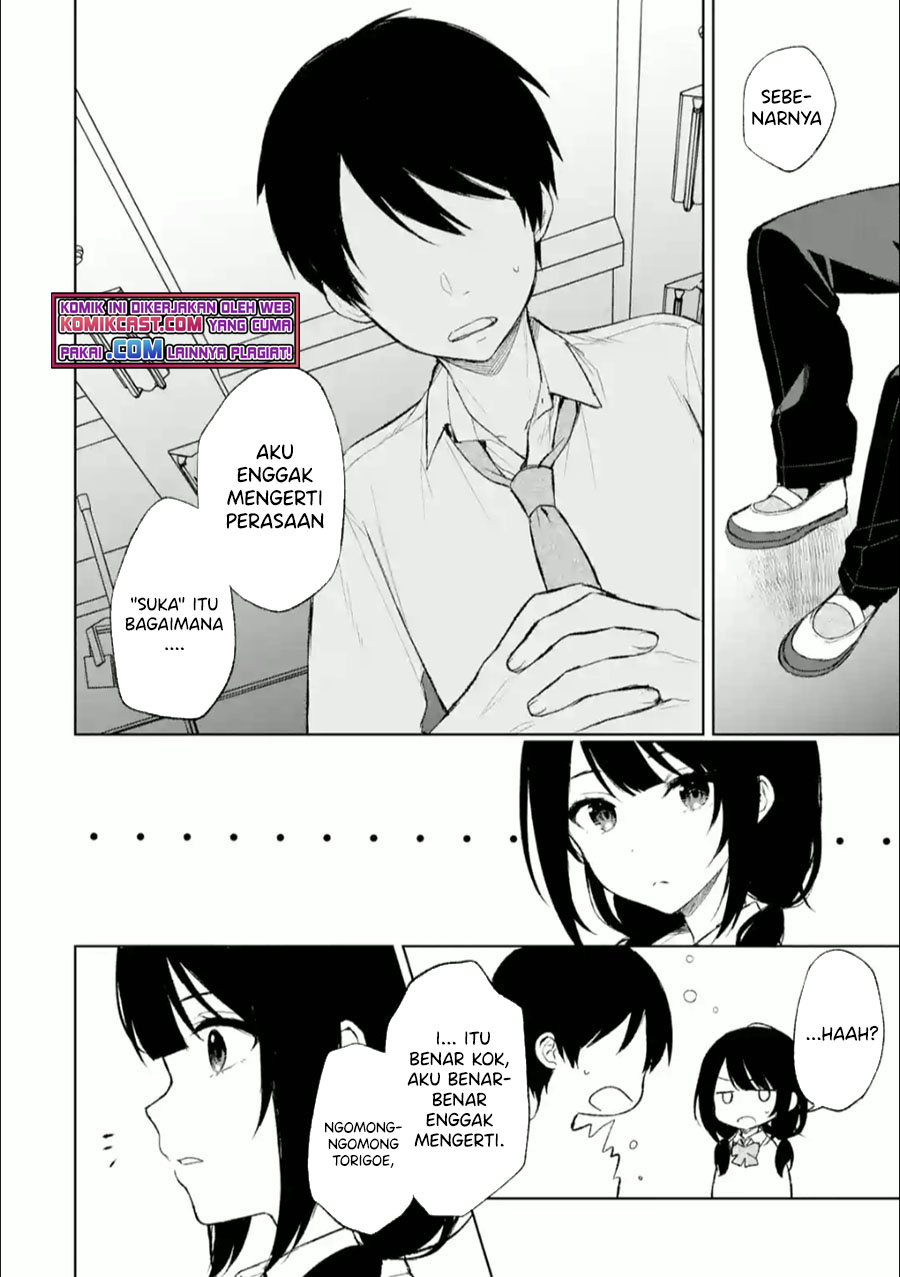 SEBE-
NARNYA
AKU
ENGGAK
MENGERTI
PERASAAN
"SUKA" ITU
BAGAIMANA
....
KOMIK INI DIKERJAKAN OLEH WEB
KOMIKCAST.COM YANG CUMA
PAKAI .COM LAINNYA PLAGIAT!
...HAAH?
I... ITU
BENAR KOK,
AKU BENAR-
BENAR
ENGGAK
MENGERTI.
NGOMONG-
NGOMONG
TORIGOE,